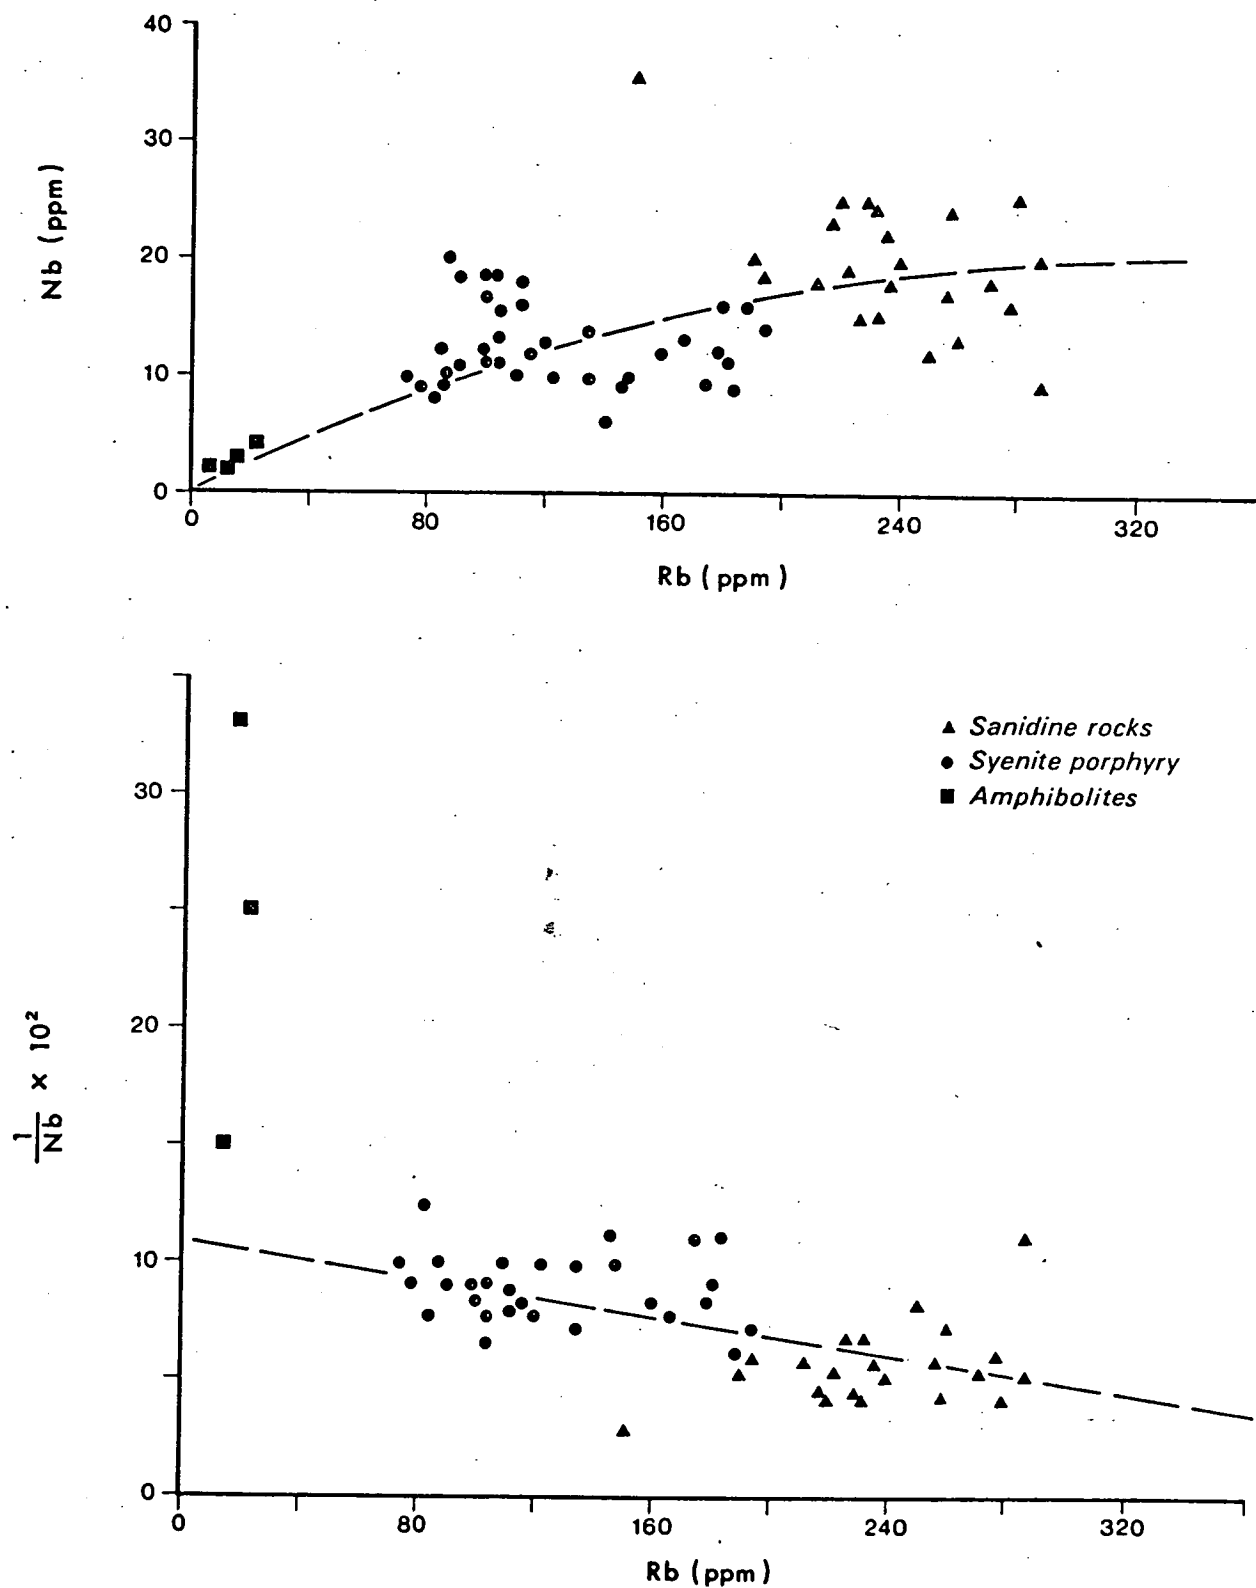 40
30
20
10
0
Nb (ppm)
0 80 160 240 320
Rb (ppm)
▲ Sanidine rocks
● Syenite porphyry
■ Amphibolites
30
20
10
0
1/Nb x 10²
0 80 160 240 320
Rb (ppm)